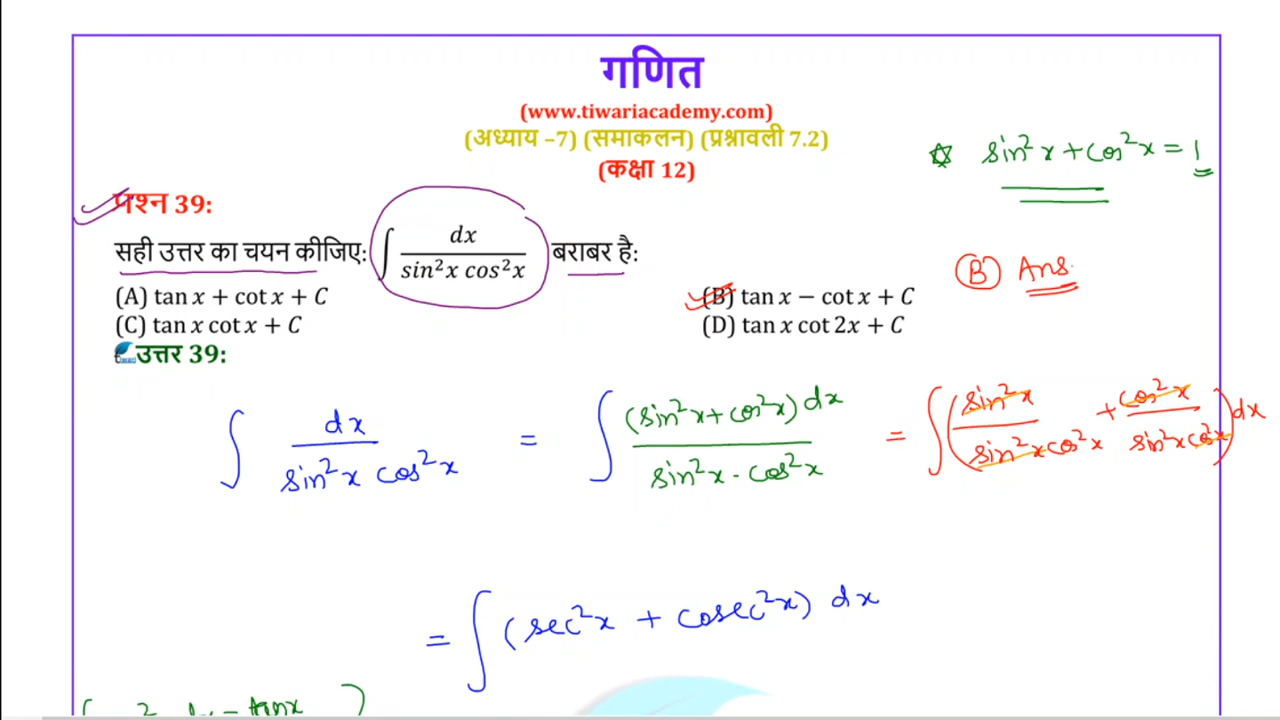 गणित
(www.tiwariacademy.com)
(अध्याय –7) (समाकलन) (प्रश्नावली 7.2)
(कक्षा 12)
☆ sin²x + cos²x = 1
प्रश्न 39:
सही उत्तर का चयन कीजिए: ∫ dx / sin²x cos²x बराबर है:
(B) Ans.
(A) tan x + cot x + C (B) tan x − cot x + C
(C) tan x cot x + C (D) tan x cot 2x + C
उत्तर 39:
∫ dx / sin²x cos²x = ∫ (sin²x + cos²x) dx / sin²x · cos²x = ∫ (sin²x / sin²x cos²x + cos²x / sin²x cos²x) dx
= ∫ (sec²x + cosec²x) dx